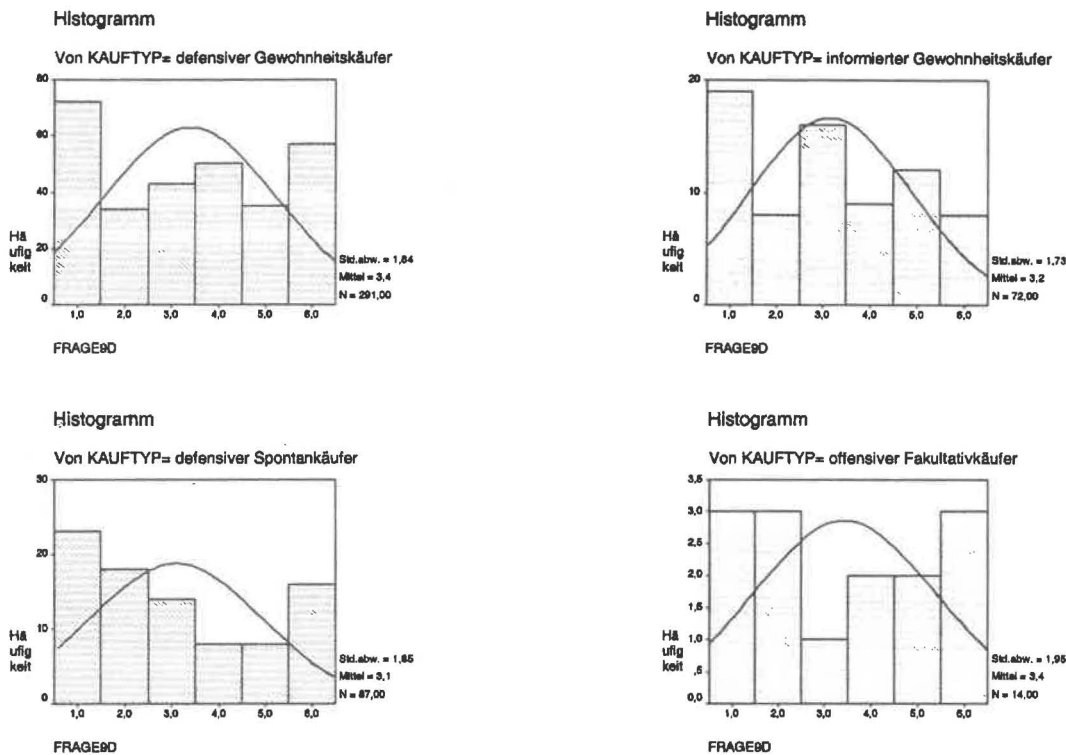 Histogramm
Von KAUFTYP= defensiver Gewohnheitskäufer
80
60
40
20
0
Hä
ufig
keit
1,0 2,0 3,0 4,0 5,0 6,0
Std.abw. = 1,84
Mittel = 3,4
N = 291,00
FRAGE9D
Histogramm
Von KAUFTYP= informierter Gewohnheitskäufer
20
10
0
Hä
ufig
keit
1,0 2,0 3,0 4,0 5,0 6,0
Std.abw. = 1,73
Mittel = 3,2
N = 72,00
FRAGE9D
Histogramm
Von KAUFTYP= defensiver Spontankäufer
30
20
10
0
Hä
ufig
keit
1,0 2,0 3,0 4,0 5,0 6,0
Std.abw. = 1,85
Mittel = 3,1
N = 87,00
FRAGE9D
Histogramm
Von KAUFTYP= offensiver Fakultativkäufer
3,5
3,0
2,5
2,0
1,5
1,0
,5
0,0
Hä
ufig
keit
1,0 2,0 3,0 4,0 5,0 6,0
Std.abw. = 1,95
Mittel = 3,4
N = 14,00
FRAGE9D